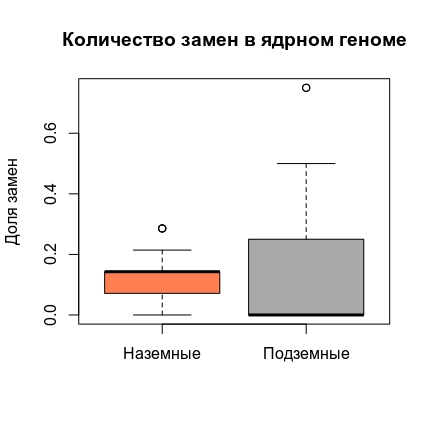 Количество замен в ядрном геноме
Доля замен
0.6
0.4
0.2
0.0
Наземные
Подземные